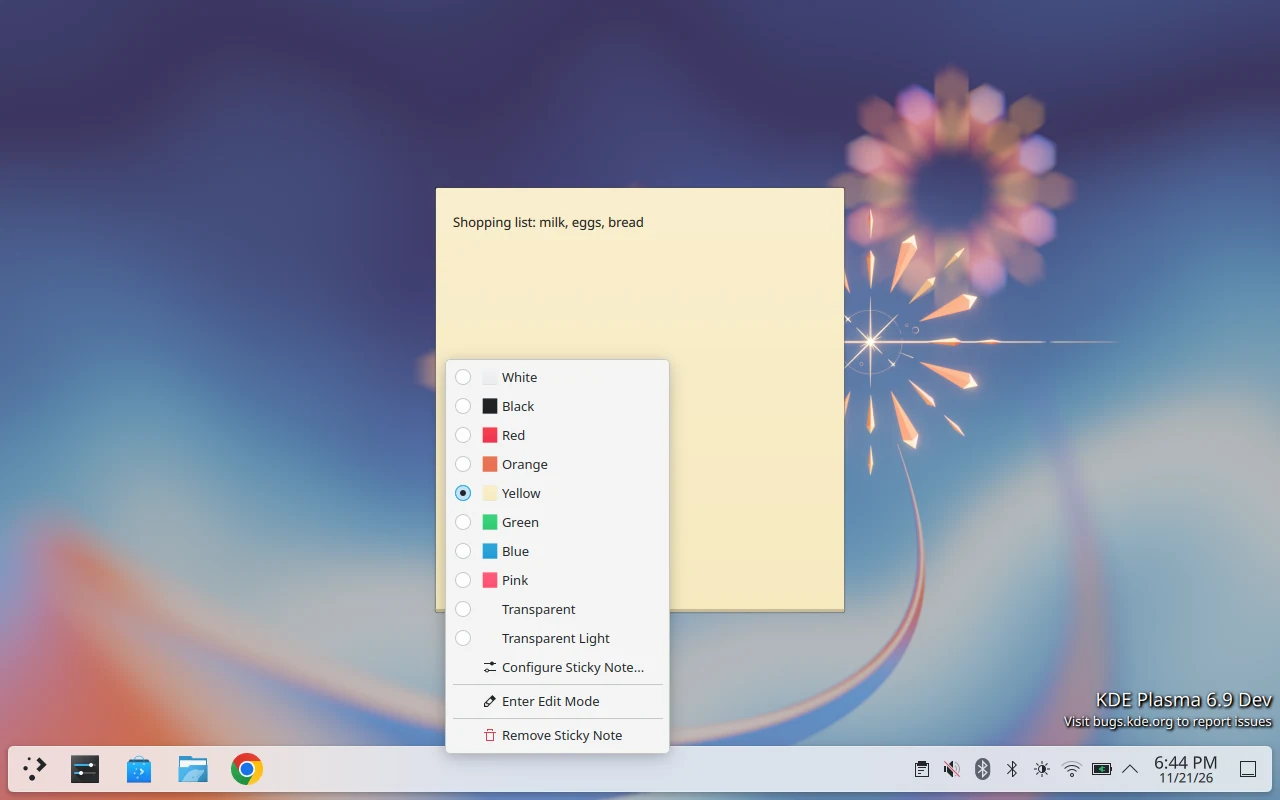 Shopping list: milk, eggs, bread
White
Black
Red
Orange
Yellow
Green
Blue
Pink
Transparent
Transparent Light
Configure Sticky Note...
Enter Edit Mode
Remove Sticky Note
KDE Plasma 6.9 Dev
Visit bugs.kde.org to report issues
6:44 PM
11/21/26